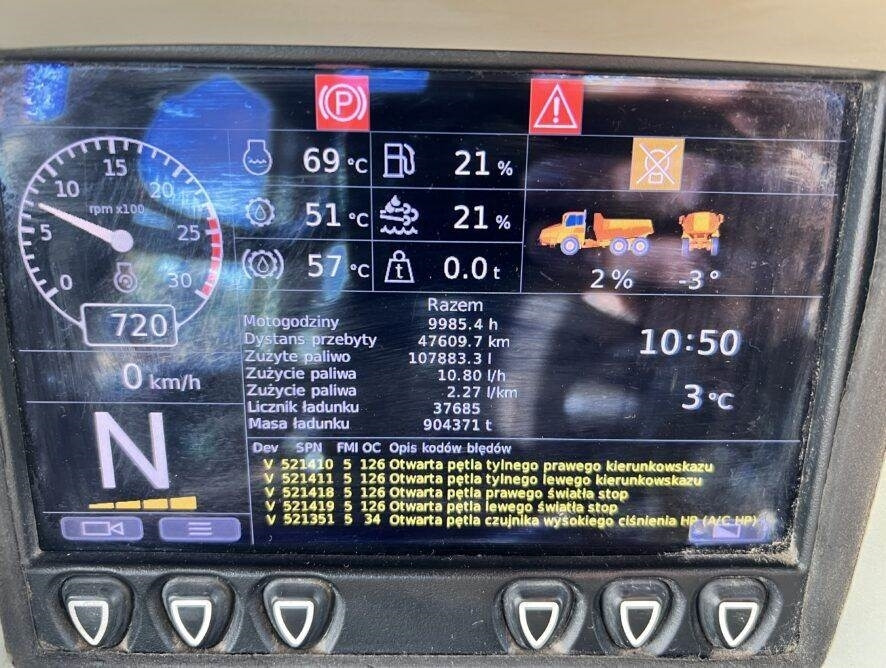 P
15
10
20
rpm x100
5
25
0
30
720
0 km/h
N
69 °C
21 %
51 °C
21 %
57 °C
t
0.0 t
2 %
-3 °
Razem
Motogodziny 9985.4 h
Dystans przebyty 47609.7 km
Zużyte paliwo 107883.3 l
Zużycie paliwa 10.80 l/h
Zużycie paliwa 2.27 l/km
Licznik ładunku 37685
Masa ładunku 904371 t
10:50
3 °C
Dev SPN FMI OC Opis kodów błędów
V 521410 5 126 Otwarta pętla tylnego prawego kierunkowskazu
V 521411 5 126 Otwarta pętla tylnego lewego kierunkowskazu
V 521418 5 126 Otwarta pętla prawego światła stop
V 521419 5 126 Otwarta pętla lewego światła stop
V 521351 5 34 Otwarta pętla czujnika wysokiego ciśnienia HP (A/C HP)